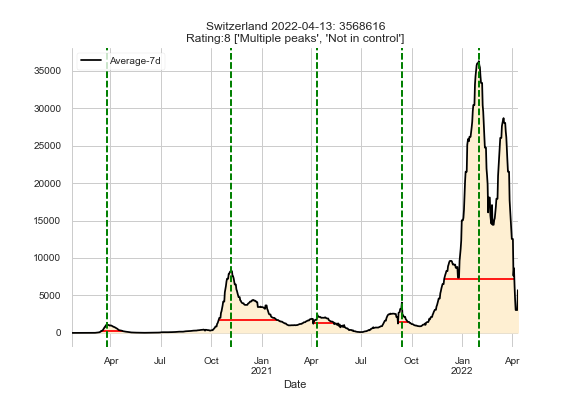 Switzerland 2022-04-13: 3568616
Rating:8 ['Multiple peaks', 'Not in control']
Average-7d
35000
30000
25000
20000
15000
10000
5000
0
Apr Jul Oct Jan Apr Jul Oct Jan Apr
2021 2022
Date